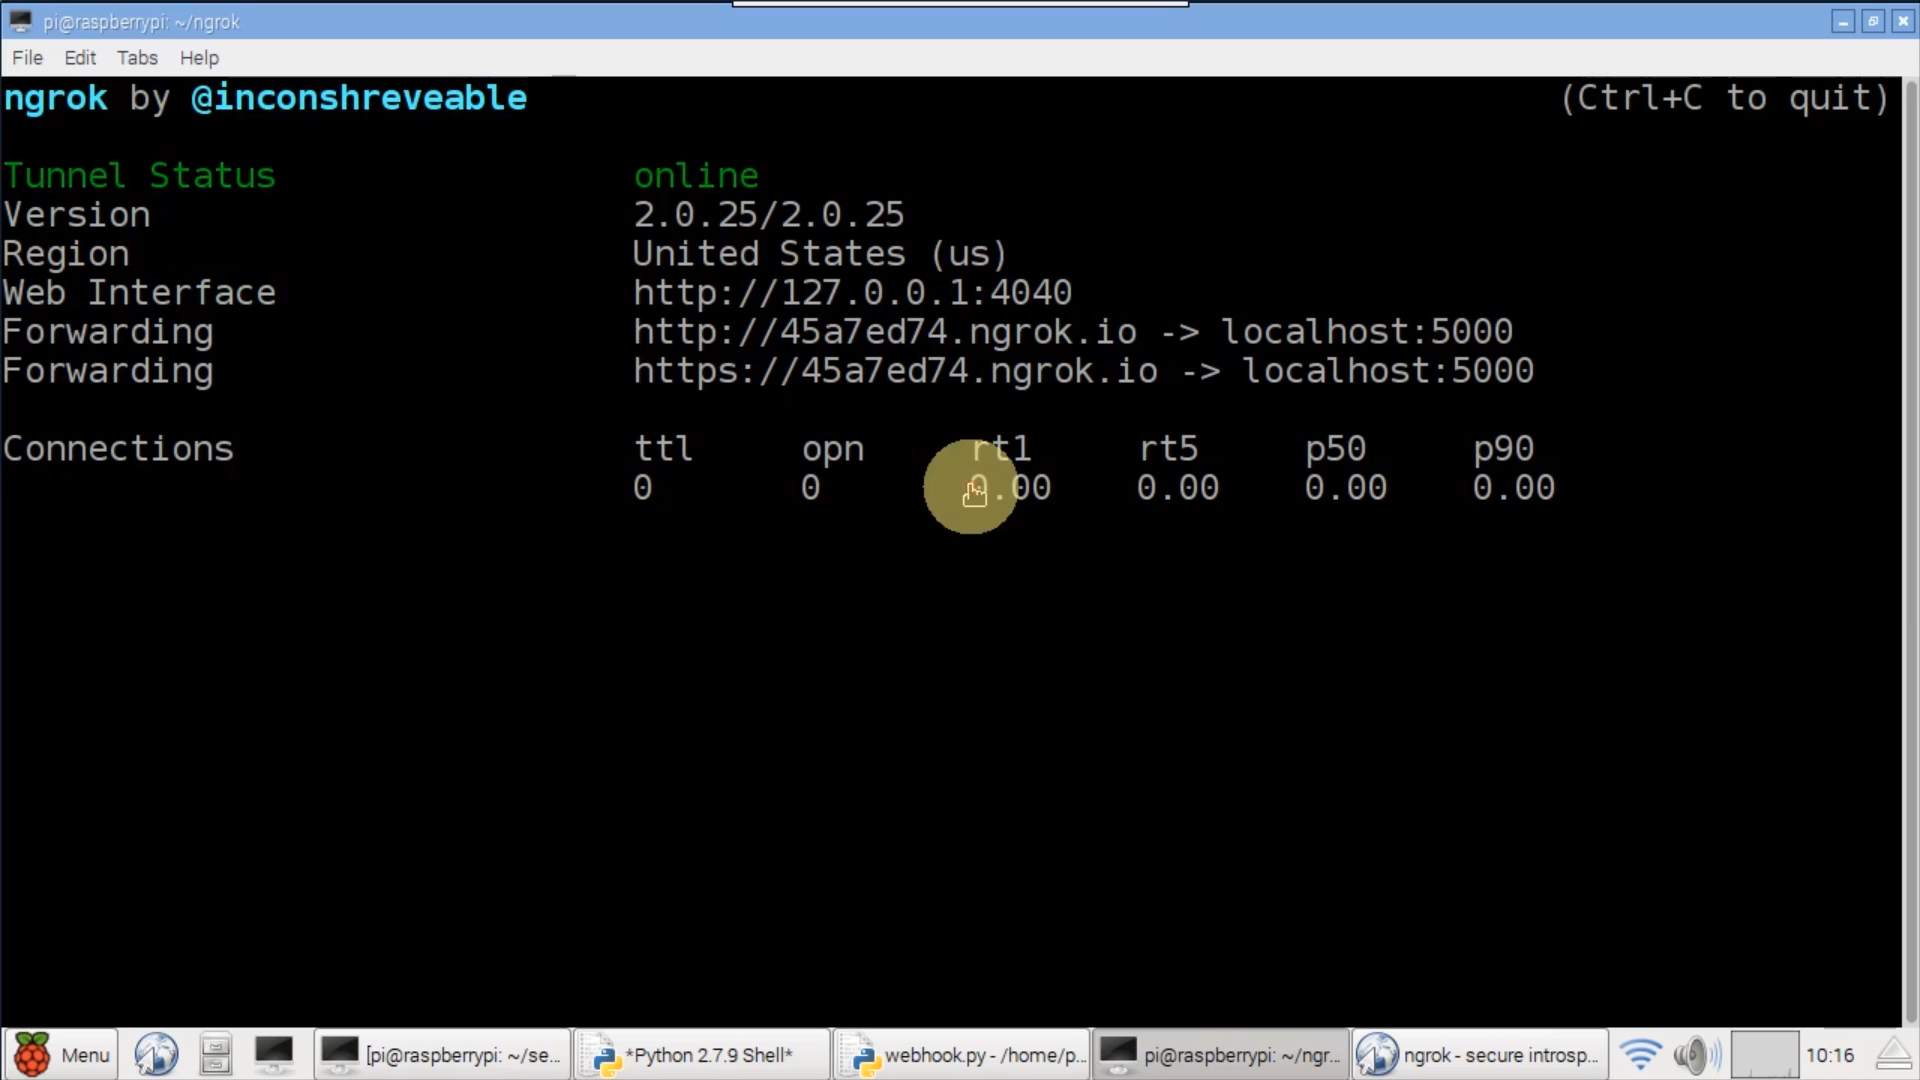 pi@raspberrypi: ~/ngrok
File Edit Tabs Help
ngrok by @inconshreveable (Ctrl+C to quit)
Tunnel Status online
Version 2.0.25/2.0.25
Region United States (us)
Web Interface http://127.0.0.1:4040
Forwarding http://45a7ed74.ngrok.io -> localhost:5000
Forwarding https://45a7ed74.ngrok.io -> localhost:5000
Connections ttl opn rt1 rt5 p50 p90
0 0 0.00 0.00 0.00 0.00
Menu [pi@raspberrypi: ~/se... *Python 2.7.9 Shell* webhook.py - /home/p... pi@raspberrypi: ~/ngr... ngrok - secure introsp... 10:16